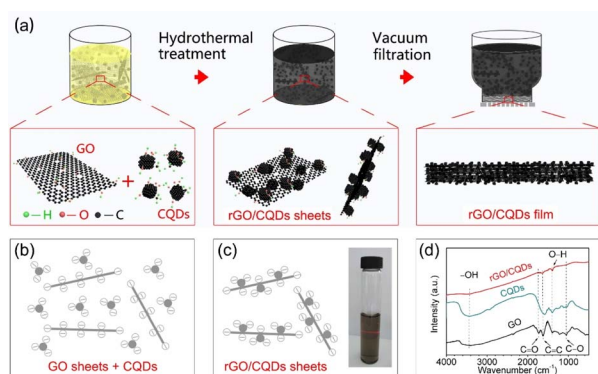 (a)
Hydrothermal
treatment
Vacuum
filtration
GO
CQDs
—H —O —C
rGO/CQDs sheets
rGO/CQDs film
(b)
GO sheets + CQDs
(c)
rGO/CQDs sheets
(d)
Intensity (a.u.)
–OH
O–H
rGO/CQDs
CQDs
GO
C=O C=C C–O
4000 3000 2000 1000
Wavenumber (cm⁻¹)